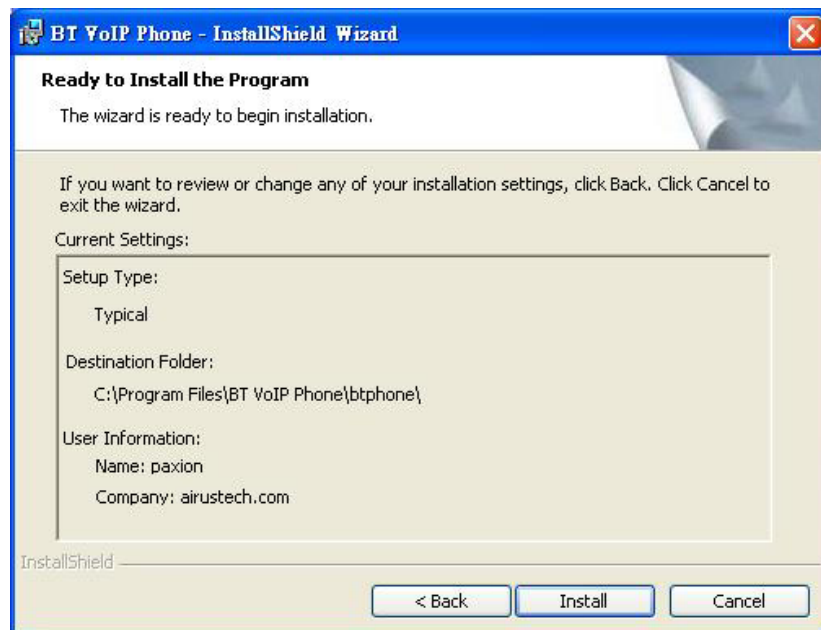 BT VoIP Phone - InstallShield Wizard
Ready to Install the Program
The wizard is ready to begin installation.
If you want to review or change any of your installation settings, click Back. Click Cancel to
exit the wizard.
Current Settings:
Setup Type:
Typical
Destination Folder:
C:\Program Files\BT VoIP Phone\btphone\
User Information:
Name: paxion
Company: airustech.com
InstallShield
< Back
Install
Cancel